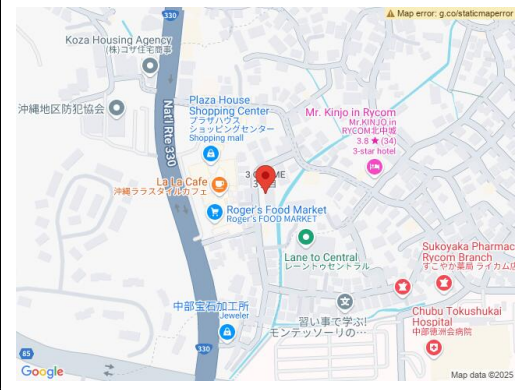 330
Map error: g.co/staticmaperror
Koza Housing Agency
(株)コザ住宅商事
沖縄地区防犯協会
Nat'l Rte 330
Plaza House
Shopping Center
プラザハウス
ショッピングセンター
Shopping mall
Mr. Kinjo in Rycom
Mr.KINJO in
RYCOM北中城
3.8 ★ (34)
3-star hotel
La La Cafe
沖縄ララスタイルカフェ
Roger's Food Market
Roger's FOOD MARKET
Lane to Central
レーントゥセントラル
Sukoyaka Pharmac
Rycom Branch
すこやか薬局 ライカム店
中部宝石加工所
Jeweler
習い事で学ぶ!
モンテッソーリの…
Chubu Tokushukai
Hospital
中部徳洲会病院
330
85
Google
Map data ©2025